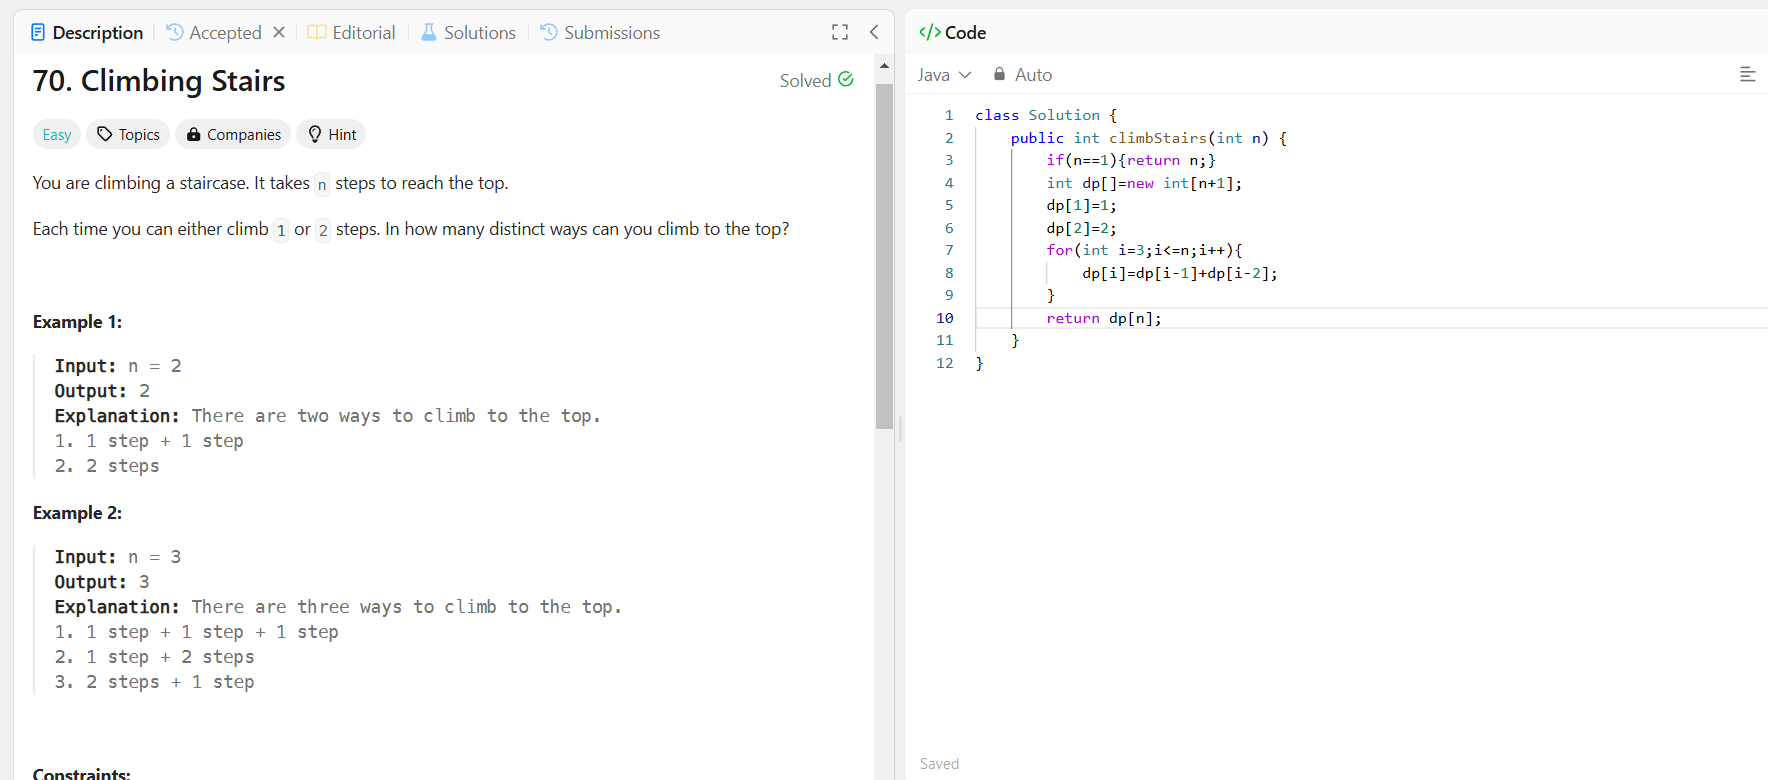 Description Accepted Editorial Solutions Submissions
70. Climbing Stairs
Solved
Easy Topics Companies Hint
You are climbing a staircase. It takes n steps to reach the top.
Each time you can either climb 1 or 2 steps. In how many distinct ways can you climb to the top?
Example 1:
Input: n = 2
Output: 2
Explanation: There are two ways to climb to the top.
1. 1 step + 1 step
2. 2 steps
Example 2:
Input: n = 3
Output: 3
Explanation: There are three ways to climb to the top.
1. 1 step + 1 step + 1 step
2. 1 step + 2 steps
3. 2 steps + 1 step
Constraints:
</> Code
Java Auto
1 class Solution {
2 public int climbStairs(int n) {
3 if(n==1){return n;}
4 int dp[]=new int[n+1];
5 dp[1]=1;
6 dp[2]=2;
7 for(int i=3;i<=n;i++){
8 dp[i]=dp[i-1]+dp[i-2];
9 }
10 return dp[n];
11 }
12 }
Saved